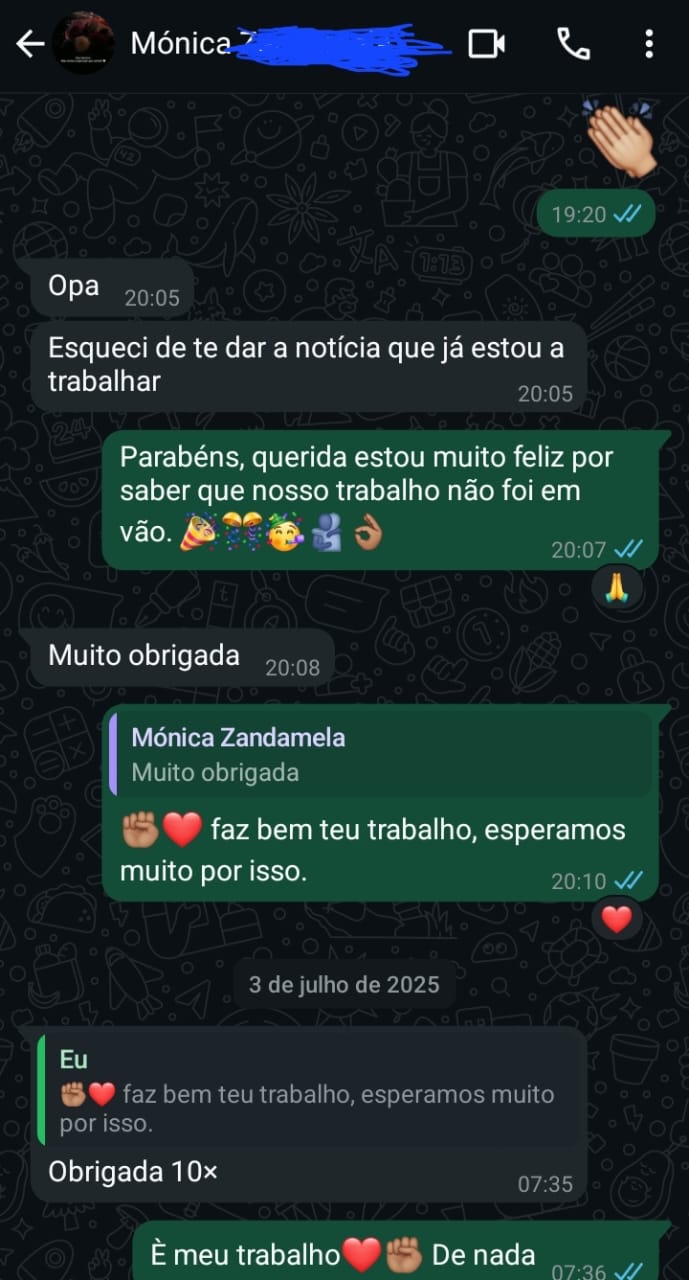 Mónica
19:20
Opa 20:05
Esqueci de te dar a notícia que já estou a
trabalhar
20:05
Parabéns, querida estou muito feliz por
saber que nosso trabalho não foi em
vão. 🎉🎊🥳🫂👌🏾
20:07
🙏
Muito obrigada 20:08
Mónica Zandamela
Muito obrigada
✊🏾❤️ faz bem teu trabalho, esperamos
muito por isso.
20:10
❤️
3 de julho de 2025
Eu
✊🏾❤️ faz bem teu trabalho, esperamos muito
por isso.
Obrigada 10×
07:35
È meu trabalho❤️✊🏾 De nada
07:36